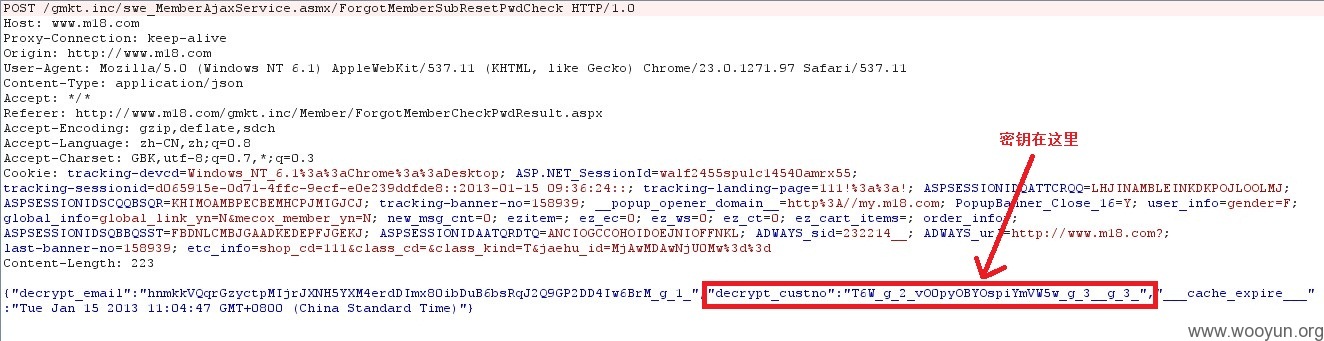 POST /gmkt.inc/swe_MemberAjaxService.asmx/ForgotMemberSubResetPwdCheck HTTP/1.0
Host: www.m18.com
Proxy-Connection: keep-alive
Origin: http://www.m18.com
User-Agent: Mozilla/5.0 (Windows NT 6.1) AppleWebKit/537.11 (KHTML, like Gecko) Chrome/23.0.1271.97 Safari/537.11
Content-Type: application/json
Accept: */*
Referer: http://www.m18.com/gmkt.inc/Member/ForgotMemberCheckPwdResult.aspx
Accept-Encoding: gzip,deflate,sdch
Accept-Language: zh-CN,zh;q=0.8
Accept-Charset: GBK,utf-8;q=0.7,*;q=0.3
密钥在这里
Cookie: tracking-devcd=Windows_NT_6.1%3a%3aChrome%3a%3aDesktop; ASP.NET_SessionId=walf2455spulc14540amrx55;
tracking-sessionid=d065915e-0d71-4ffc-9ecf-e0e239ddfde8::2013-01-15 09:36:24::; tracking-landing-page=111!%3a%3a!; ASPSESSIONIDQATTCRQQ=LHJINAMBLEINKDKPOJLOOLMJ;
ASPSESSIONIDSCQQBSQR=KHIMOAMBPECBEMHCPJMIGJCJ; tracking-banner-no=158939; __popup_opener_domain__=http%3A//my.m18.com; PopupBanner_Close_16=Y; user_info=gender=F;
global_info=global_link_yn=N&mecox_member_yn=N; new_msg_cnt=0; ezitem=; ez_ec=0; ez_ws=0; ez_ct=0; ez_cart_items=; order_info=;
ASPSESSIONIDSQBBQSST=FBDNLCMBJGAADKEDEPFJGEKJ; ASPSESSIONIDAATQRDTQ=ANCIOGCCOHOIDOEJNIOFFNKL; ADWAYS_sid=232214__; ADWAYS_url=http://www.m18.com?;
last-banner-no=158939; etc_info=shop_cd=111&class_cd=&class_kind=T&jaehu_id=MjAwMDAwNjU0Mw%3d%3d
Content-Length: 223
{"decrypt_email":"hnmkkVQqrGzyctpMIjrJXNH5YXM4erdDImx80ibDuB6bsRqJ2Q9GP2DD4Iw6BrM_g_1_","decrypt_custno":"T6W_g_2_vO0pyOBYOspiYmVW5w_g_3__g_3_","___cache_expire___"
:"Tue Jan 15 2013 11:04:47 GMT+0800 (China Standard Time)"}
www.wooyun.org